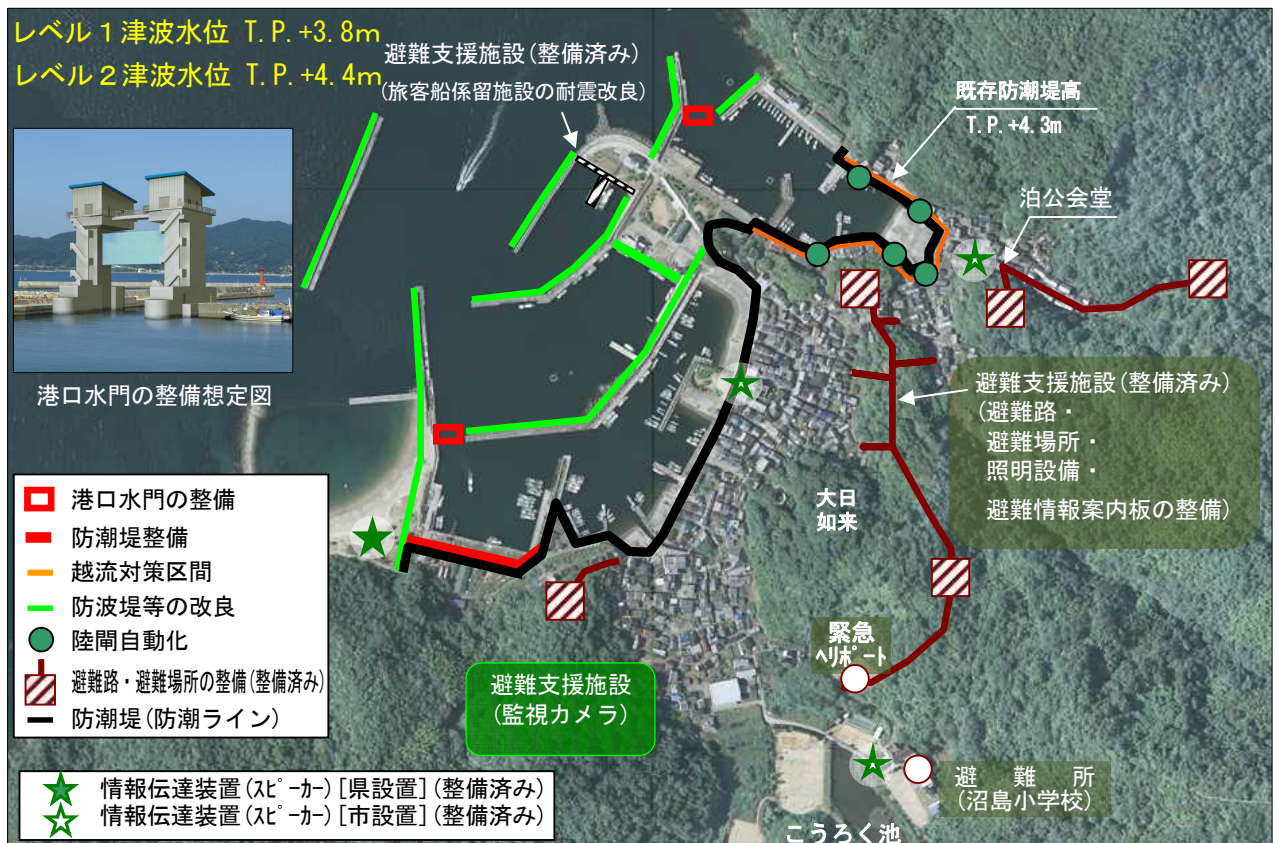 レベル1津波水位 T.P.+3.8m
レベル2津波水位 T.P.+4.4m
避難支援施設(整備済み)
(旅客船係留施設の耐震改良)
既存防潮堤高
T.P.+4.3m
泊公会堂
港口水門の整備想定図
避難支援施設(整備済み)
(避難路・
避難場所・
照明設備・
避難情報案内板の整備)
大日
如来
港口水門の整備
防潮堤整備
越流対策区間
防波堤等の改良
陸閘自動化
避難路・避難場所の整備(整備済み)
防潮堤(防潮ライン)
緊急
ヘリポート
避難支援施設
(監視カメラ)
避難所
(沼島小学校)
こうろく池
情報伝達装置(スピーカー)[県設置](整備済み)
情報伝達装置(スピーカー)[市設置](整備済み)